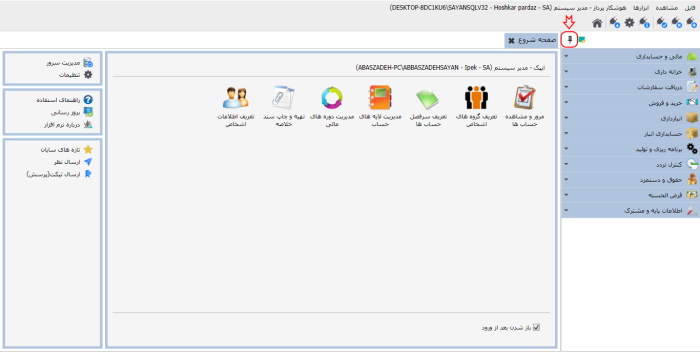 فایل مشاهده ابزارها هوشکار پرداز - مدیر سیستم (DESKTOP-8DC1KU6\SAYANSQLV32 - Hoshkar pardaz - SA)
صفحه شروع
مالی و حسابداری
خزانه داری
دریافت سفارشات
خرید و فروش
انبارداری
حسابداری انبار
برنامه ریزی و تولید
کنترل تردد
حقوق و دستمزد
قرض الحسنه
اطلاعات پایه و مشترک
ایپک - مدیر سیستم (ABASZADEH-PC\ABBASZADEHSAYAN - Ipek - SA)
مرور و مشاهده حساب ها
تعریف گروه های اشخاص
تعریف سرفصل حساب ها
مدیریت لایه های حساب
مدیریت دوره های مالی
تهیه و چاپ سند خلاصه
تعریف اطلاعات اشخاص
باز شدن بعد از ورود
مدیریت سرور
تنظیمات
راهنمای استفاده
بروز رسانی
درباره نرم افزار
تازه های سایان
ارسال نظر
ارسال تیکت(پرسش)